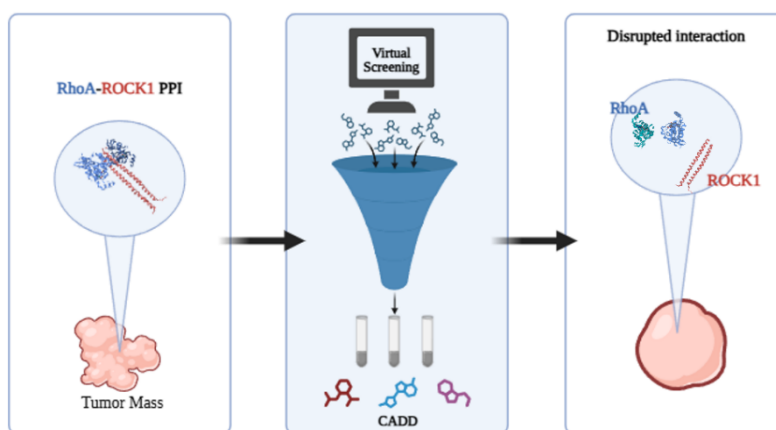 RhoA-ROCK1 PPI
Tumor Mass
Virtual
Screening
CADD
Disrupted interaction
RhoA
ROCK1